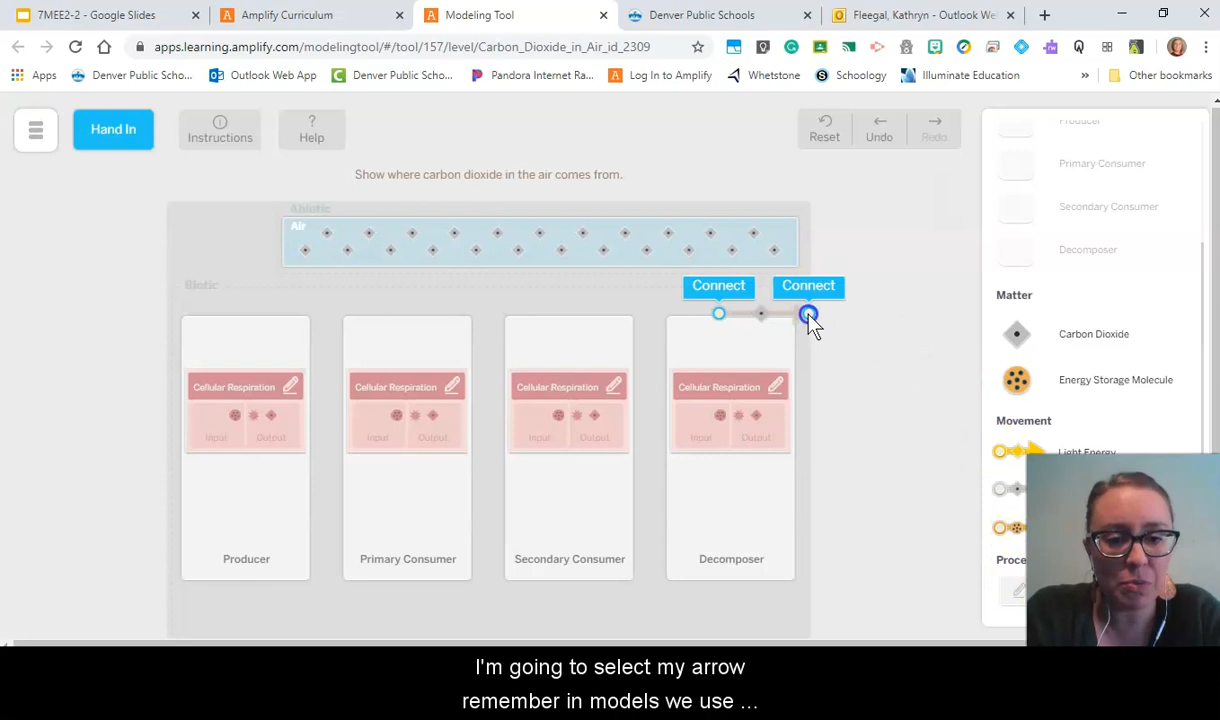 7MEE2-2 - Google Slides
Amplify Curriculum
Modeling Tool
Denver Public Schools
Fleegal, Kathryn - Outlook We
apps.learning.amplify.com/modelingtool/#/tool/157/level/Carbon_Dioxide_in_Air_id_2309
Apps
Denver Public Scho...
Outlook Web App
Denver Public Scho...
Pandora Internet Ra...
Log In to Amplify
Whetstone
Schoology
Illuminate Education
»
Other bookmarks
Hand In
Instructions
Help
Reset
Undo
Redo
Show where carbon dioxide in the air comes from.
Abiotic
Air
Biotic
Connect
Connect
Cellular Respiration
Input
Output
Producer
Cellular Respiration
Input
Output
Primary Consumer
Cellular Respiration
Input
Output
Secondary Consumer
Cellular Respiration
Input
Output
Decomposer
Producer
Primary Consumer
Secondary Consumer
Decomposer
Matter
Carbon Dioxide
Energy Storage Molecule
Movement
Light Energy
I'm going to select my arrow
remember in models we use ...